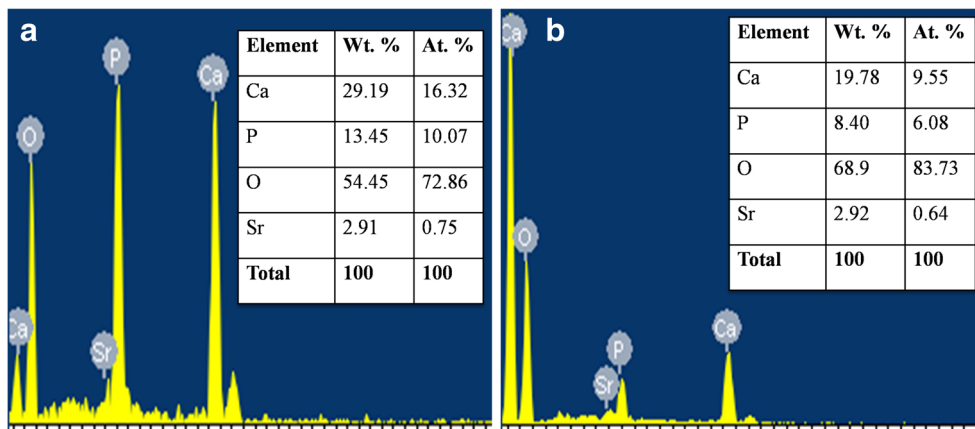 a
P
Ca
O
Ca
Sr
Element Wt. % At. %
Ca 29.19 16.32
P 13.45 10.07
O 54.45 72.86
Sr 2.91 0.75
Total 100 100
b
Ca
O
P
Sr
Ca
Element Wt. % At. %
Ca 19.78 9.55
P 8.40 6.08
O 68.9 83.73
Sr 2.92 0.64
Total 100 100